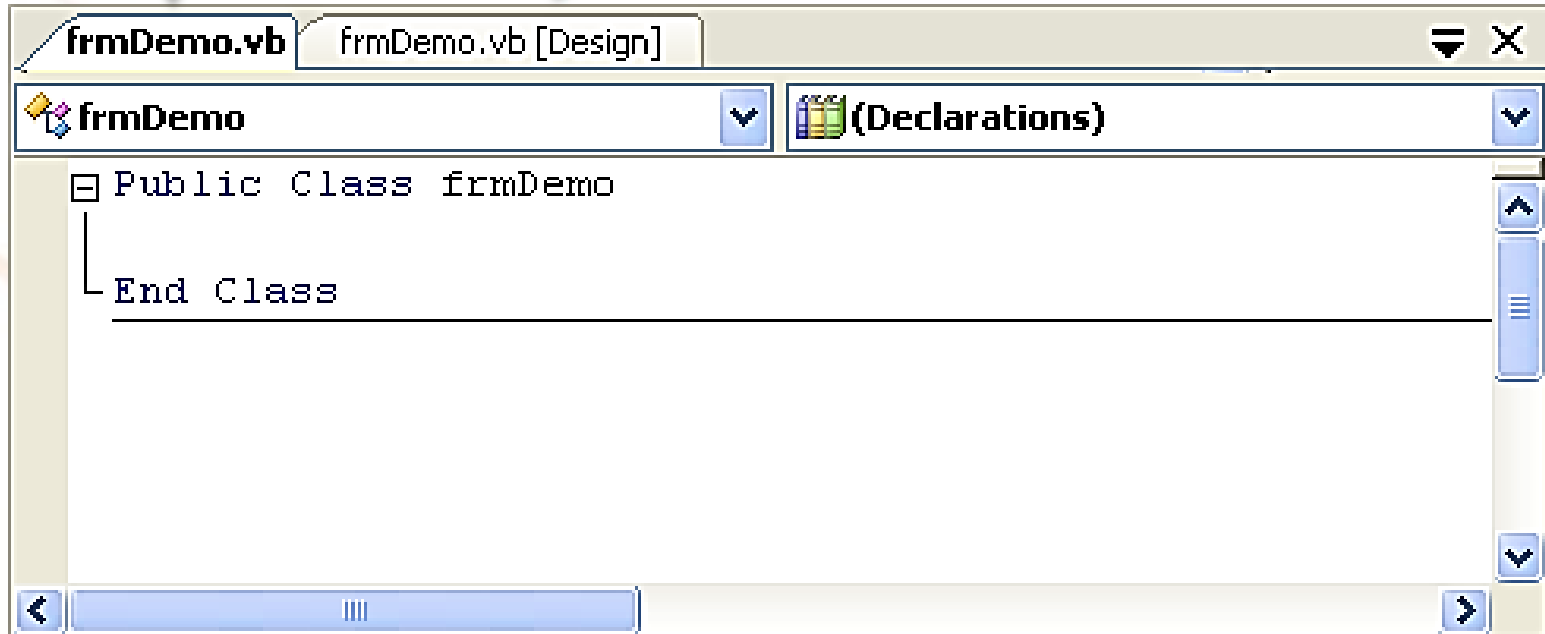 frmDemo.vb frmDemo.vb [Design]
frmDemo (Declarations)
Public Class frmDemo
End Class